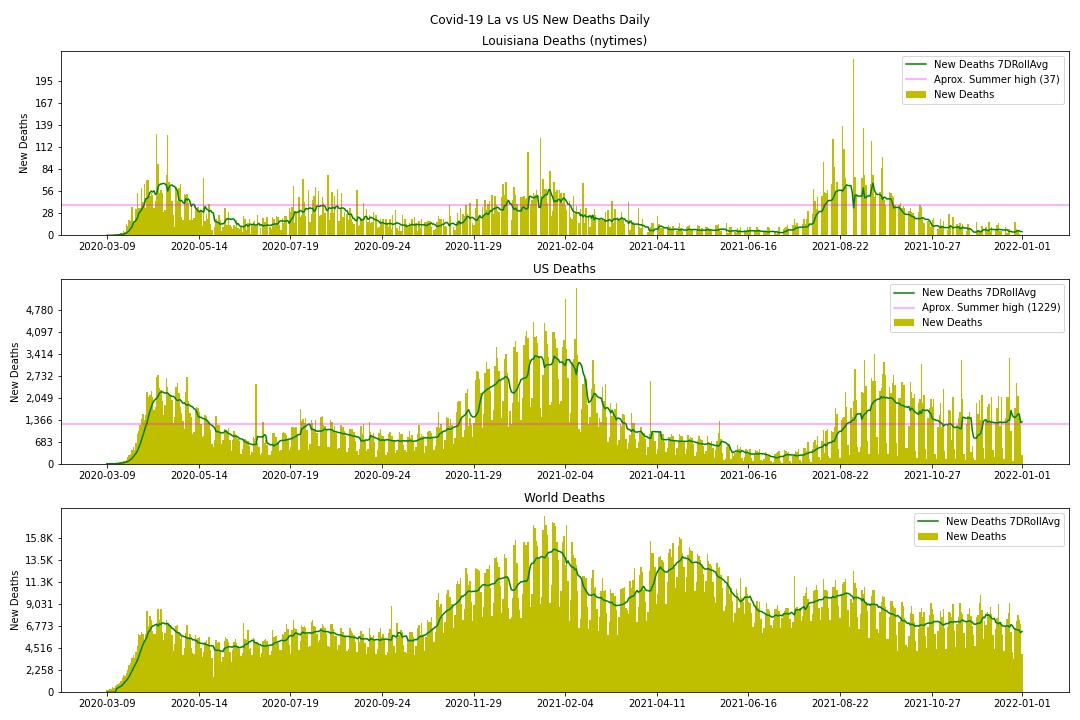 Covid-19 La vs US New Deaths Daily
Louisiana Deaths (nytimes)
New Deaths 7DRollAvg
Aprox. Summer high (37)
New Deaths
New Deaths
195
167
139
112
84
56
28
0
2020-03-09 2020-05-14 2020-07-19 2020-09-24 2020-11-29 2021-02-04 2021-04-11 2021-06-16 2021-08-22 2021-10-27 2022-01-01
US Deaths
New Deaths 7DRollAvg
Aprox. Summer high (1229)
New Deaths
New Deaths
4,780
4,097
3,414
2,732
2,049
1,366
683
0
2020-03-09 2020-05-14 2020-07-19 2020-09-24 2020-11-29 2021-02-04 2021-04-11 2021-06-16 2021-08-22 2021-10-27 2022-01-01
World Deaths
New Deaths 7DRollAvg
New Deaths
New Deaths
15.8K
13.5K
11.3K
9,031
6,773
4,516
2,258
0
2020-03-09 2020-05-14 2020-07-19 2020-09-24 2020-11-29 2021-02-04 2021-04-11 2021-06-16 2021-08-22 2021-10-27 2022-01-01